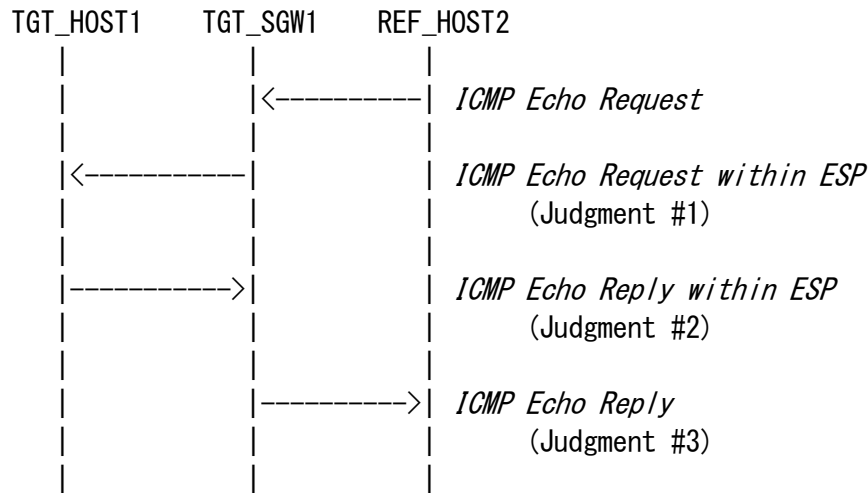 TGT_HOST1 TGT_SGW1 REF_HOST2
ICMP Echo Request
ICMP Echo Request within ESP
(Judgment #1)
ICMP Echo Reply within ESP
(Judgment #2)
ICMP Echo Reply
(Judgment #3)